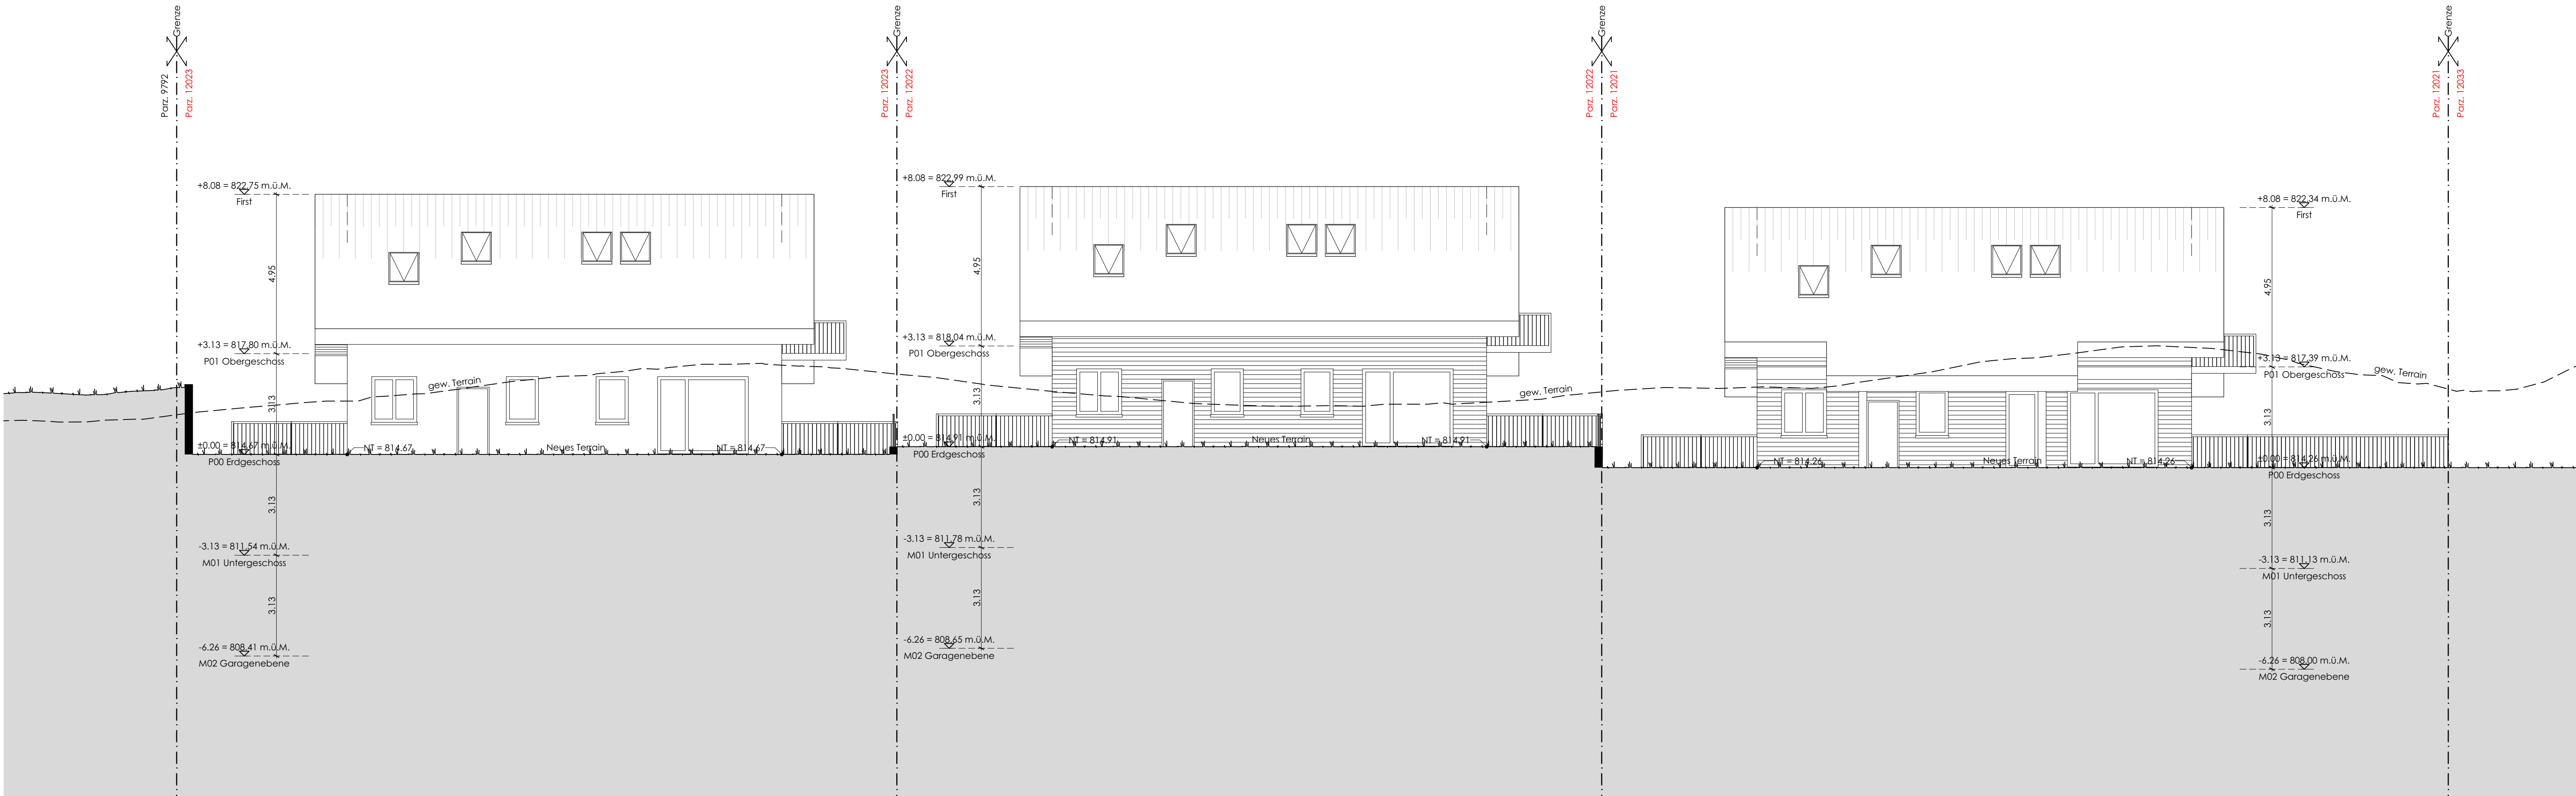 Grenze
Parz. 9792
Parz. 12023
Grenze
Parz. 12023
Parz. 12022
Grenze
Parz. 12022
Parz. 12021
Grenze
Parz. 12021
Parz. 12033
+8.08 = 822.75 m.ü.M.
First
4.95
+3.13 = 817.80 m.ü.M.
P01 Obergeschoss
3.13
gew. Terrain
±0.00 = 814.67 m.ü.M.
P00 Erdgeschoss
NT = 814.67
Neues Terrain
NT = 814.67
3.13
-3.13 = 811.54 m.ü.M.
M01 Untergeschoss
3.13
-6.26 = 808.41 m.ü.M.
M02 Garagenebene
+8.08 = 822.99 m.ü.M.
First
4.95
+3.13 = 818.04 m.ü.M.
P01 Obergeschoss
3.13
gew. Terrain
±0.00 = 814.91 m.ü.M.
P00 Erdgeschoss
NT = 814.91
Neues Terrain
NT = 814.91
3.13
-3.13 = 811.78 m.ü.M.
M01 Untergeschoss
3.13
-6.26 = 808.65 m.ü.M.
M02 Garagenebene
+8.08 = 822.34 m.ü.M.
First
4.95
+3.13 = 817.39 m.ü.M.
P01 Obergeschoss
gew. Terrain
3.13
NT = 814.26
Neues Terrain
NT = 814.26
±0.00 = 814.26 m.ü.M.
P00 Erdgeschoss
3.13
-3.13 = 811.13 m.ü.M.
M01 Untergeschoss
3.13
-6.26 = 808.00 m.ü.M.
M02 Garagenebene